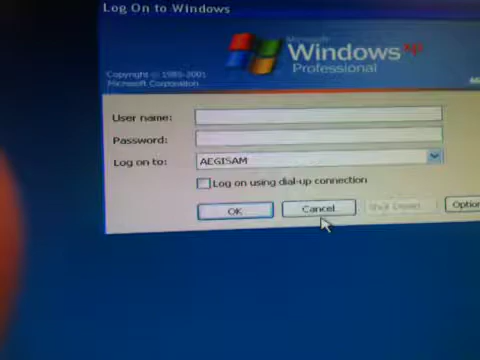 Log On to Windows
Microsoft
Windows xp
Professional
Copyright © 1985-2001
Microsoft Corporation
User name:
Password:
Log on to:
AEGISAM
Log on using dial-up connection
OK
Cancel
Shut Down...
Option